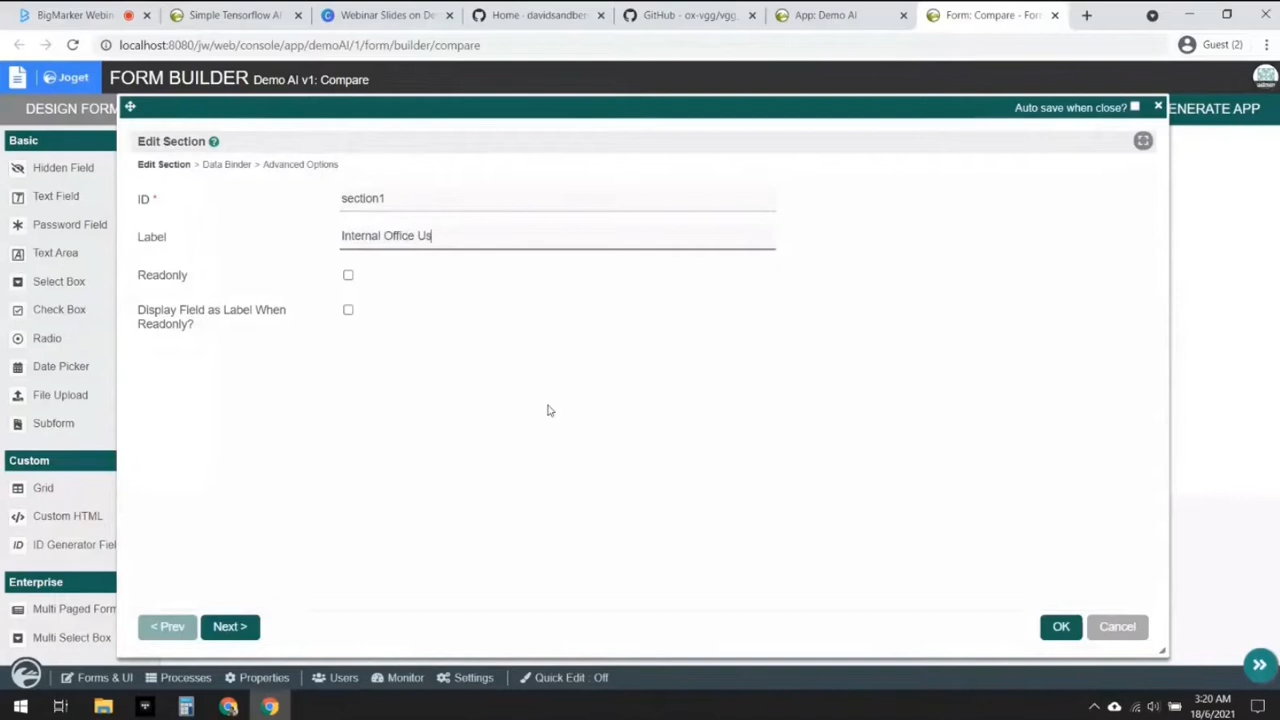 BigMarker Webin
Simple Tensorflow AI
Webinar Slides on De
Home · davidsandber
GitHub - ox-vgg/vgg_
App: Demo AI
Form: Compare - For
localhost:8080/jw/web/console/app/demoAI/1/form/builder/compare
Guest (2)
Joget
FORM BUILDER Demo AI v1: Compare
admin
DESIGN FORM
Auto save when close?
ENERATE APP
Basic
Hidden Field
Text Field
Password Field
Text Area
Select Box
Check Box
Radio
Date Picker
File Upload
Subform
Custom
Grid
Custom HTML
ID Generator Fiel
Enterprise
Multi Paged Form
Multi Select Box
Edit Section
Edit Section > Data Binder > Advanced Options
ID * section1
Label Internal Office Us
Readonly
Display Field as Label When
Readonly?
< Prev
Next >
OK
Cancel
Forms & UI
Processes
Properties
Users
Monitor
Settings
Quick Edit : Off
3:20 AM
18/6/2021